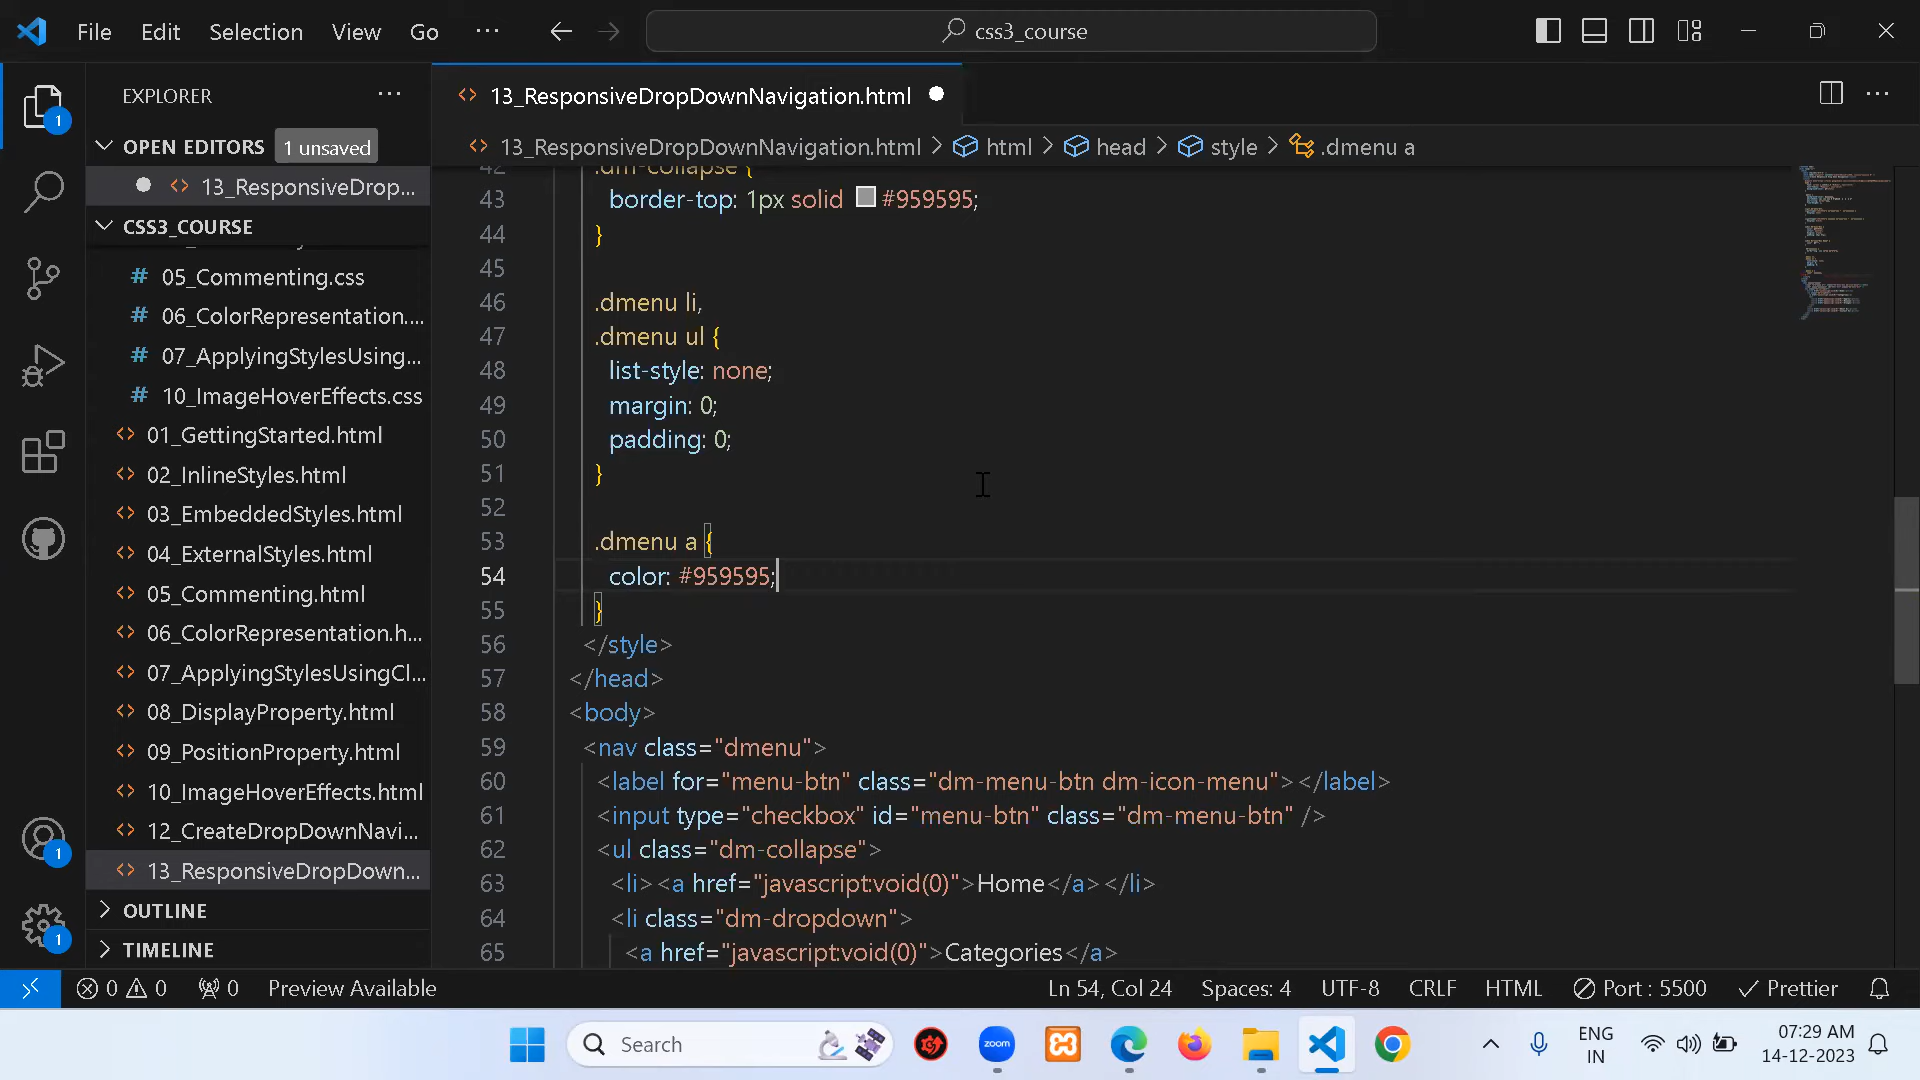 File Edit Selection View Go ··· css3_course
EXPLORER ···
OPEN EDITORS 1 unsaved
13_ResponsiveDrop...
CSS3_COURSE
05_Commenting.css
06_ColorRepresentation....
07_ApplyingStylesUsing...
10_ImageHoverEffects.css
01_GettingStarted.html
02_InlineStyles.html
03_EmbeddedStyles.html
04_ExternalStyles.html
05_Commenting.html
06_ColorRepresentation.h...
07_ApplyingStylesUsingCl...
08_DisplayProperty.html
09_PositionProperty.html
10_ImageHoverEffects.html
12_CreateDropDownNavi...
13_ResponsiveDropDown...
OUTLINE
TIMELINE
1
1
1
13_ResponsiveDropDownNavigation.html
13_ResponsiveDropDownNavigation.html > html > head > style > .dmenu a
42 .dm-collapse {
43 border-top: 1px solid #959595;
44 }
45
46 .dmenu li,
47 .dmenu ul {
48 list-style: none;
49 margin: 0;
50 padding: 0;
51 }
52
53 .dmenu a {
54 color: #959595;
55 }
56 </style>
57 </head>
58 <body>
59 <nav class="dmenu">
60 <label for="menu-btn" class="dm-menu-btn dm-icon-menu"></label>
61 <input type="checkbox" id="menu-btn" class="dm-menu-btn" />
62 <ul class="dm-collapse">
63 <li><a href="javascript:void(0)">Home</a></li>
64 <li class="dm-dropdown">
65 <a href="javascript:void(0)">Categories</a>
0 0 0 Preview Available Ln 54, Col 24 Spaces: 4 UTF-8 CRLF HTML Port : 5500 Prettier
Search zoom ENG IN 07:29 AM 14-12-2023